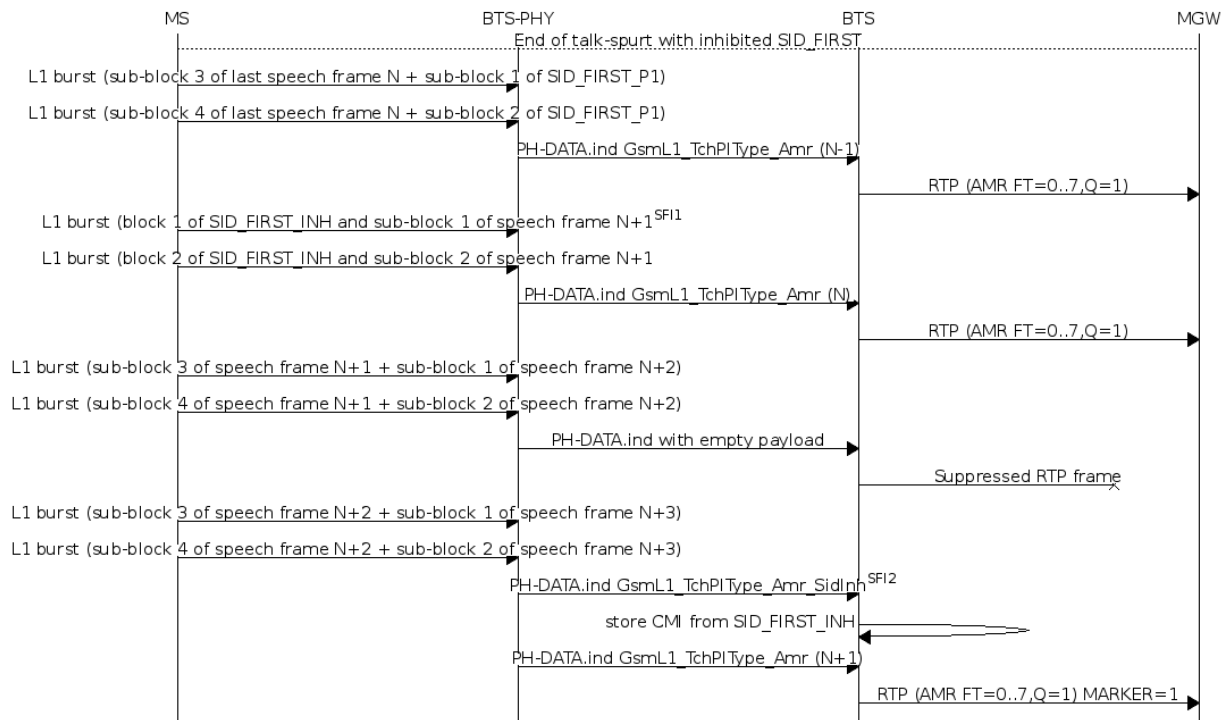 MS BTS-PHY BTS MGW
End of talk-spurt with inhibited SID_FIRST
L1 burst (sub-block 3 of last speech frame N + sub-block 1 of SID_FIRST_P1)
L1 burst (sub-block 4 of last speech frame N + sub-block 2 of SID_FIRST_P1)
PH-DATA.ind GsmL1_TchPlType_Amr (N-1)
RTP (AMR FT=0..7,Q=1)
L1 burst (block 1 of SID_FIRST_INH and sub-block 1 of speech frame N+1 SFI1
L1 burst (block 2 of SID_FIRST_INH and sub-block 2 of speech frame N+1
PH-DATA.ind GsmL1_TchPlType_Amr (N)
RTP (AMR FT=0..7,Q=1)
L1 burst (sub-block 3 of speech frame N+1 + sub-block 1 of speech frame N+2)
L1 burst (sub-block 4 of speech frame N+1 + sub-block 2 of speech frame N+2)
PH-DATA.ind with empty payload
Suppressed RTP frame
L1 burst (sub-block 3 of speech frame N+2 + sub-block 1 of speech frame N+3)
L1 burst (sub-block 4 of speech frame N+2 + sub-block 2 of speech frame N+3)
PH-DATA.ind GsmL1_TchPlType_Amr_SidInh SFI2
store CMI from SID_FIRST_INH
PH-DATA.ind GsmL1_TchPlType_Amr (N+1)
RTP (AMR FT=0..7,Q=1) MARKER=1